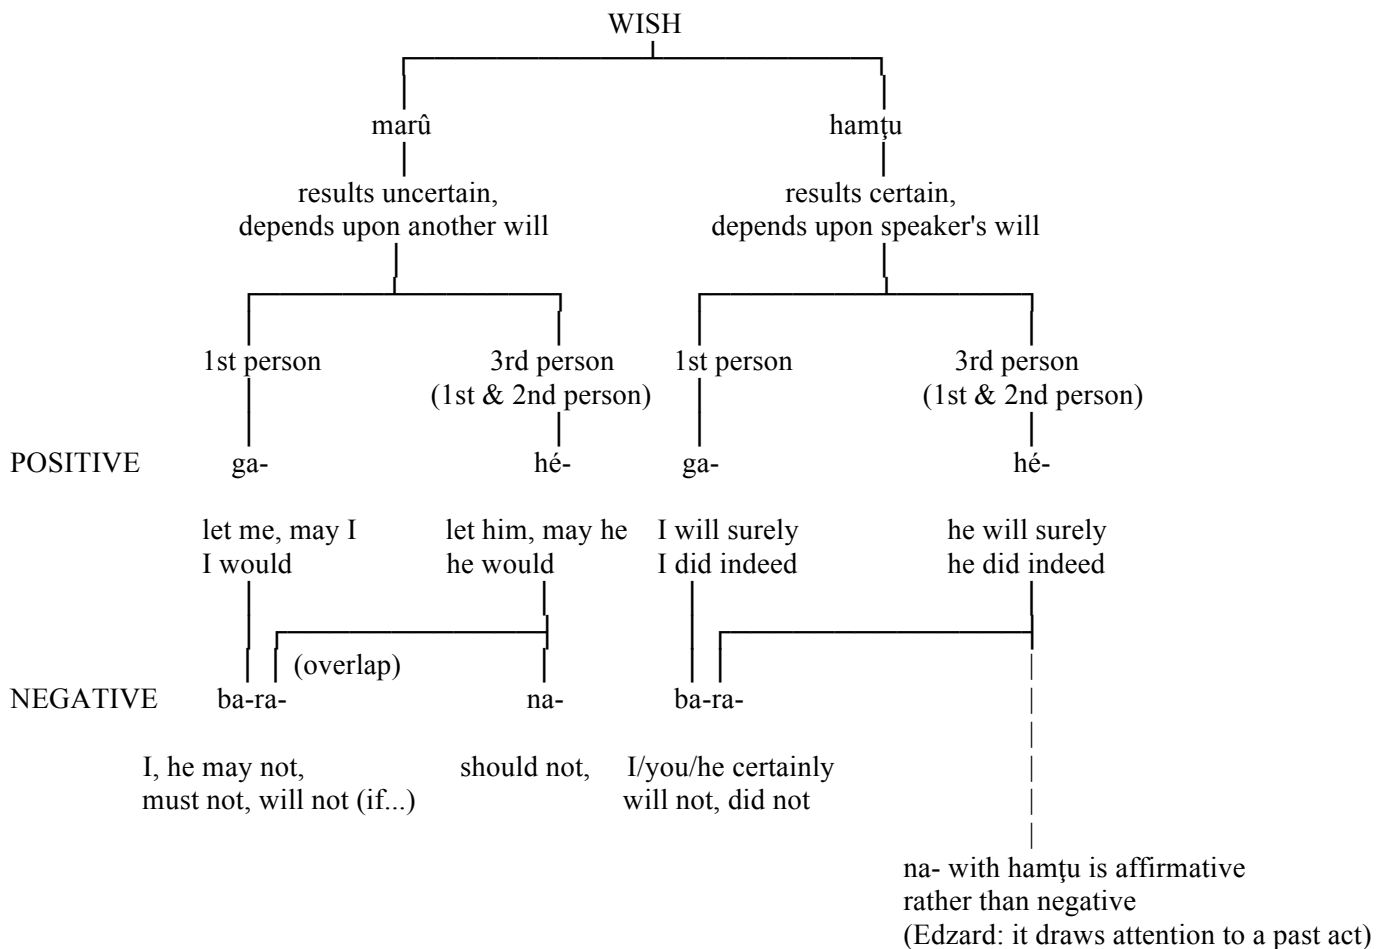 WISH
marû hamţu
results uncertain, results certain,
depends upon another will depends upon speaker's will
1st person 3rd person 1st person 3rd person
(1st & 2nd person) (1st & 2nd person)
POSITIVE ga- hé- ga- hé-
let me, may I let him, may he I will surely he will surely
I would he would I did indeed he did indeed
(overlap)
NEGATIVE ba-ra- na- ba-ra-
I, he may not, should not, I/you/he certainly
must not, will not (if...) will not, did not
na- with hamţu is affirmative
rather than negative
(Edzard: it draws attention to a past act)